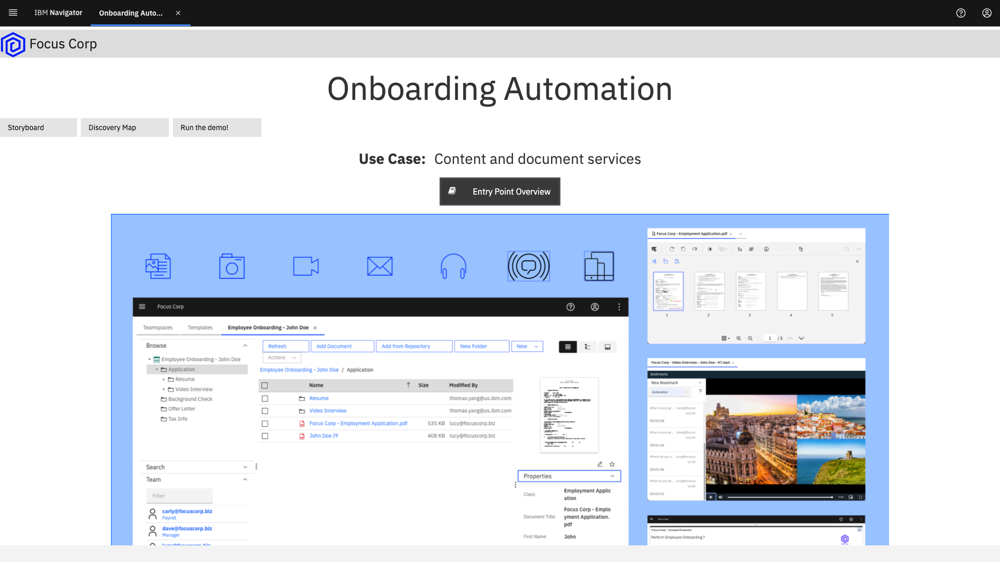 IBM Navigator
Onboarding Auto...
Focus Corp
Onboarding Automation
Storyboard
Discovery Map
Run the demo!
Use Case: Content and document services
Entry Point Overview
Focus Corp
Teamspaces
Templates
Employee Onboarding - John Doe
Browse
Employee Onboarding - John Doe
Application
Resume
Video Interview
Background Check
Offer Letter
Tax Info
Search
Team
Filter
carly@focuscorp.biz
Payroll
dave@focuscorp.biz
Manager
Refresh
Add Document
Add from Repository
New Folder
New
Actions
Employee Onboarding - John Doe / Application
Name Size Modified By
Resume thomas.yang@us.ibm.com
Video Interview thomas.yang@us.ibm.com
Focus Corp - Employment Application.pdf 535 KB lucy@focuscorp.biz
John Doe I9 408 KB lucy@focuscorp.biz
Properties
Class: Employment Applic
ation
Document Title: Focus Corp - Emplo
yment Application.
pdf
First Name: John
Focus Corp - Employment Application.pdf
1 2 3 4 5
1 / 5
Focus Corp - Video Interview - John Doe - KT.mp4
Bookmarks
New Bookmark
Automation
What is your gr... carly@focusc
orp.biz
00:01:08
What is your gr... dave@focusc
orp.biz
00:01:26
Where do you s... lucy@focusco
rp.biz
00:01:46
What do you lik... lucy@focusco
rp.biz
00:02:03
Focus Corp
Focus Corp - Onboard Employee
Perform Employee Onboarding ?